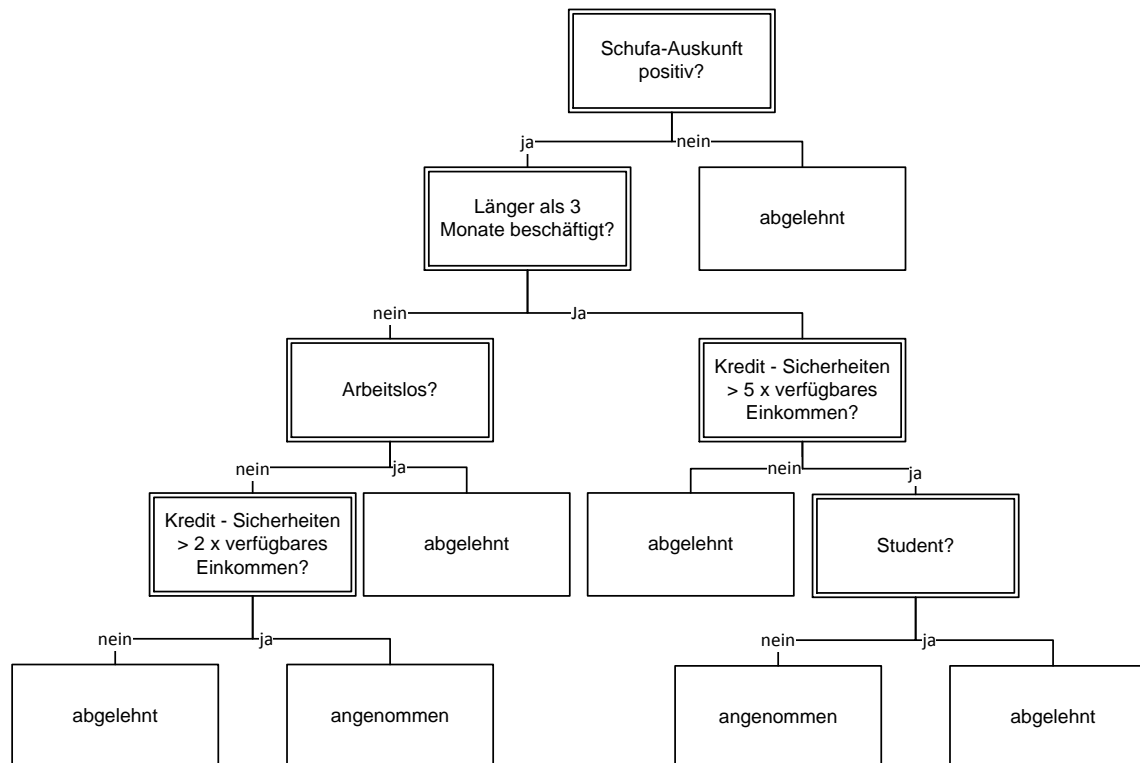 Schufa-Auskunft
positiv?
ja
nein
Länger als 3
Monate beschäftigt?
abgelehnt
nein
Ja
Arbeitslos?
Kredit - Sicherheiten
> 5 x verfügbares
Einkommen?
nein
ja
nein
ja
Kredit - Sicherheiten
> 2 x verfügbares
Einkommen?
abgelehnt
abgelehnt
Student?
nein
ja
nein
ja
abgelehnt
angenommen
angenommen
abgelehnt